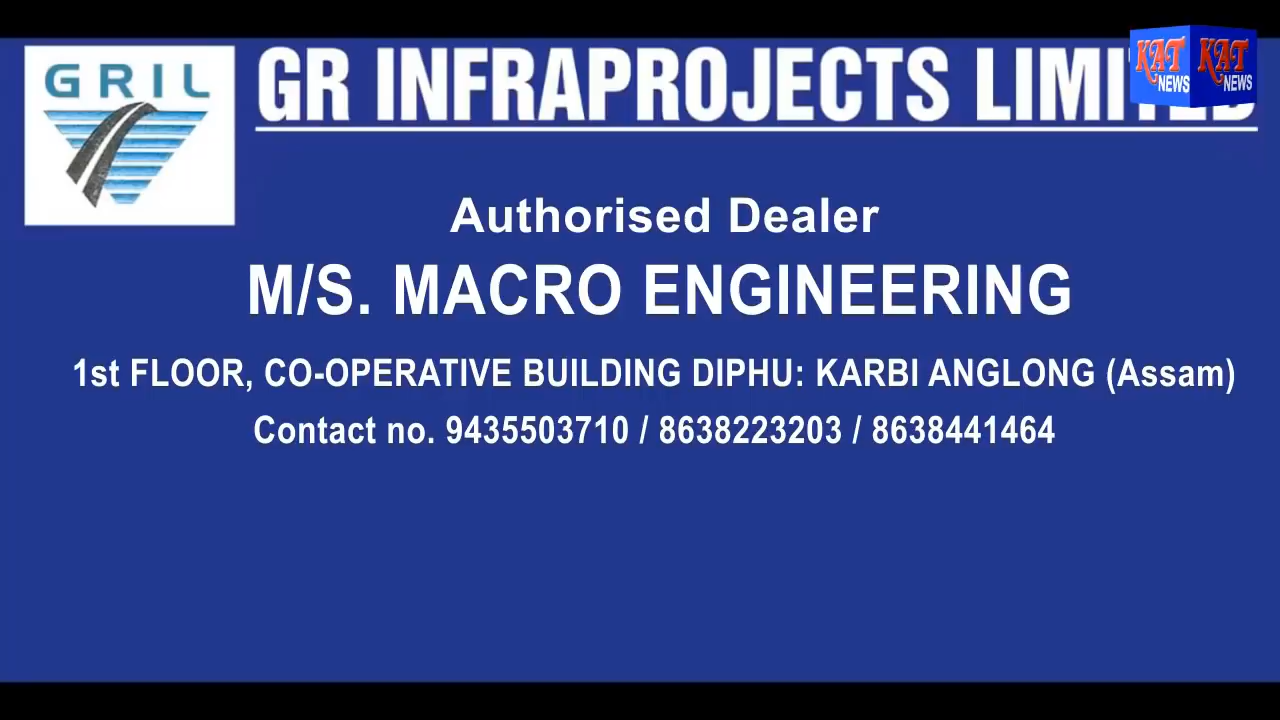 GRIL
GR INFRAPROJECTS LIMITED
KAT NEWS KAT NEWS
Authorised Dealer
M/S. MACRO ENGINEERING
1st FLOOR, CO-OPERATIVE BUILDING DIPHU: KARBI ANGLONG (Assam)
Contact no. 9435503710 / 8638223203 / 8638441464